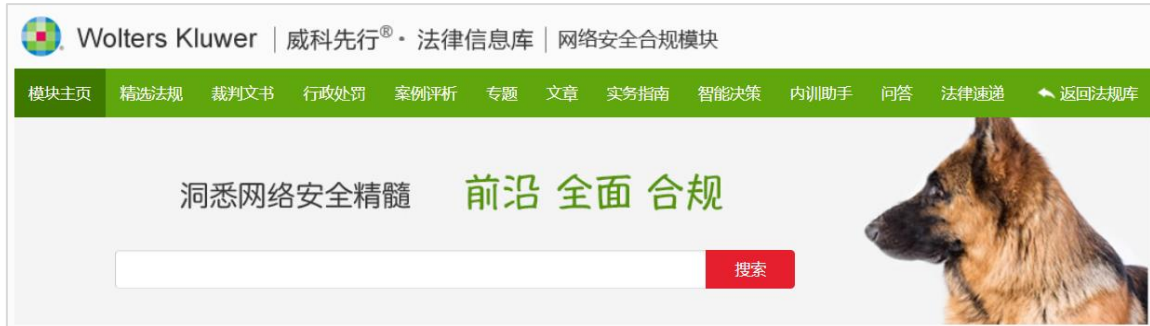 Wolters Kluwer | 威科先行®· 法律信息库 | 网络安全合规模块
模块主页 精选法规 裁判文书 行政处罚 案例评析 专题 文章 实务指南 智能决策 内训助手 问答 法律速递 返回法规库
洞悉网络安全精髓 前沿 全面 合规
搜索